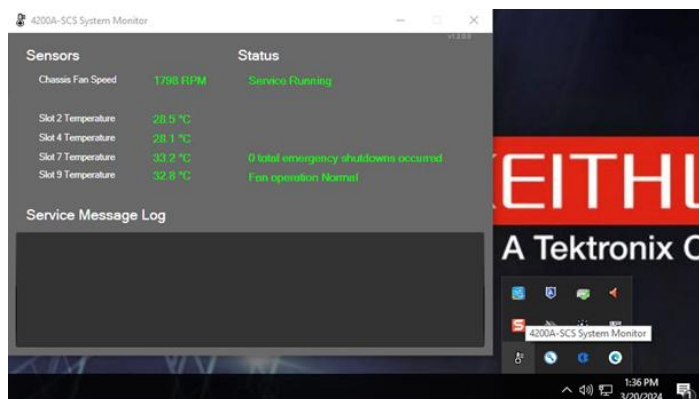 4200A-SCS System Monitor
v1.3.0.0
Sensors
Status
Chassis Fan Speed 1798 RPM
Service Running
Slot 2 Temperature 28.5 °C
Slot 4 Temperature 28.1 °C
Slot 7 Temperature 33.2 °C
0 total emergency shutdowns occurred
Slot 9 Temperature 32.8 °C
Fan operation Normal
Service Message Log
EITHL
A Tektronix C
S
4200A-SCS System Monitor
1:36 PM
3/20/2024